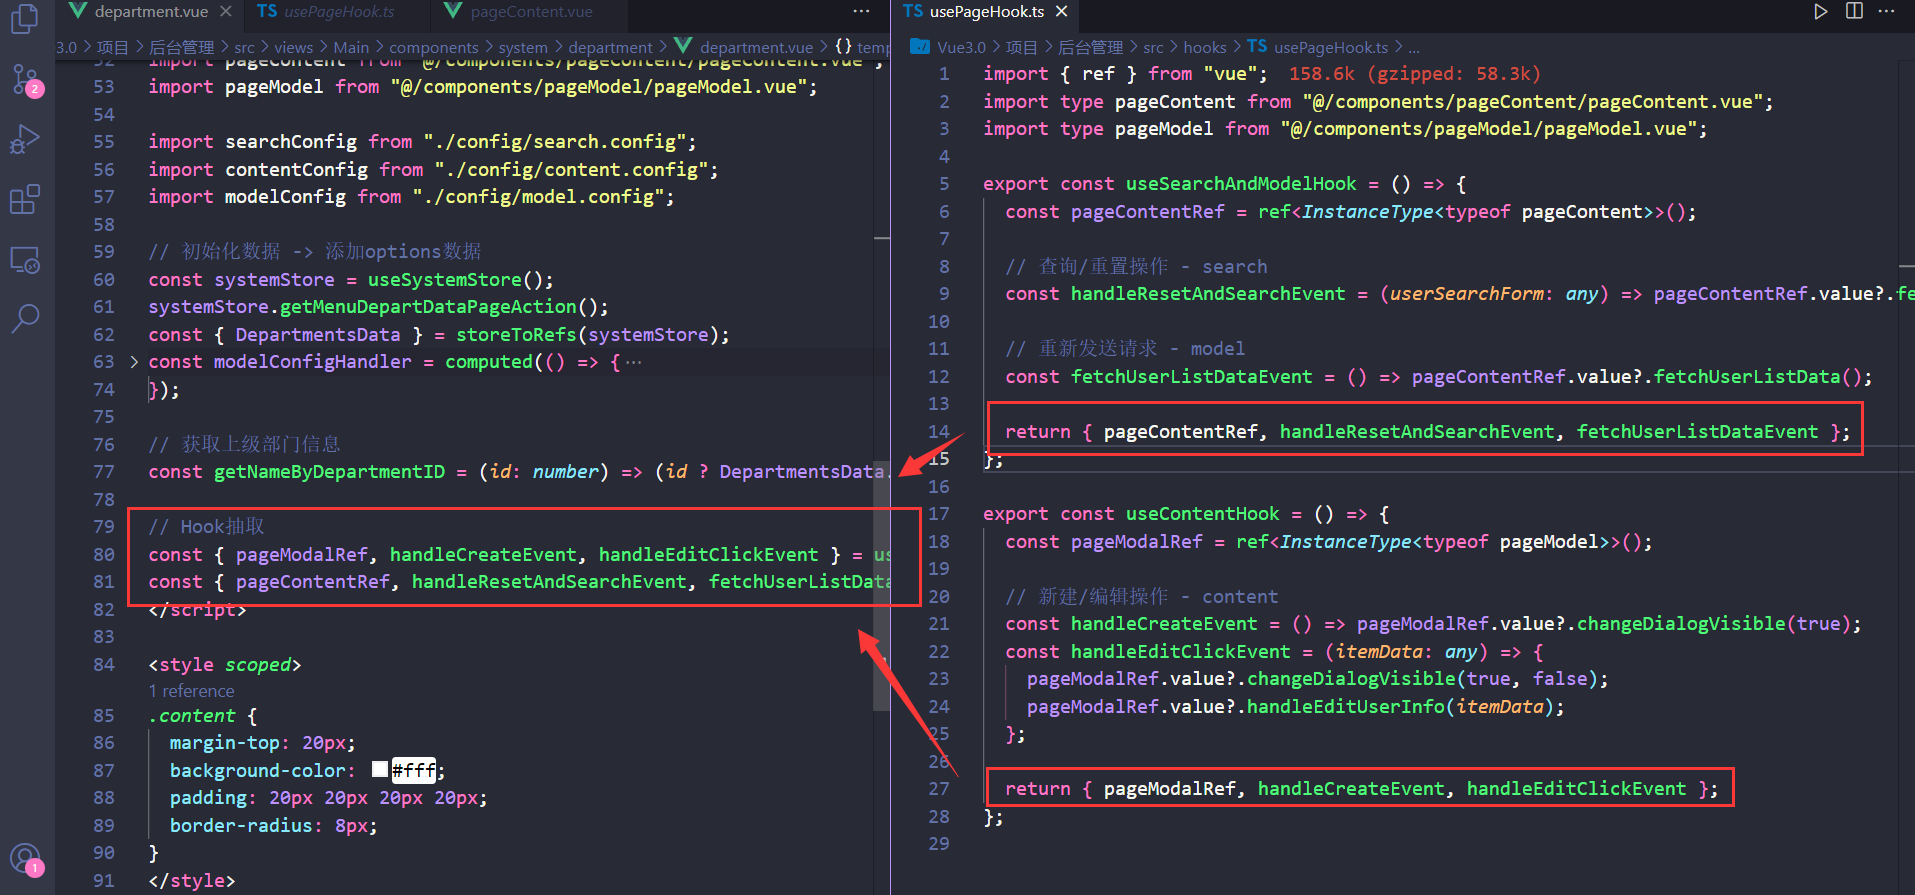 department.vue
TS usePageHook.ts
pageContent.vue
3.0 > 项目 > 后台管理 > src > views > Main > components > system > department > department.vue > {} temp
import pageContent from "@/components/pageContent/pageContent.vue";
53 import pageModel from "@/components/pageModel/pageModel.vue";
54
55 import searchConfig from "./config/search.config";
56 import contentConfig from "./config/content.config";
57 import modelConfig from "./config/model.config";
58
59 // 初始化数据 -> 添加options数据
60 const systemStore = useSystemStore();
61 systemStore.getMenuDepartDataPageAction();
62 const { DepartmentsData } = storeToRefs(systemStore);
63 const modelConfigHandler = computed(() => {…
74 });
75
76 // 获取上级部门信息
77 const getNameByDepartmentID = (id: number) => (id ? DepartmentsData.
78
79 // Hook抽取
80 const { pageModalRef, handleCreateEvent, handleEditClickEvent } = us
81 const { pageContentRef, handleResetAndSearchEvent, fetchUserListData
82 </script>
83
84 <style scoped>
1 reference
85 .content {
86 margin-top: 20px;
87 background-color: #fff;
88 padding: 20px 20px 20px 20px;
89 border-radius: 8px;
90 }
91 </style>
2
1
TS usePageHook.ts
Vue3.0 > 项目 > 后台管理 > src > hooks > TS usePageHook.ts > ...
1 import { ref } from "vue"; 158.6k (gzipped: 58.3k)
2 import type pageContent from "@/components/pageContent/pageContent.vue";
3 import type pageModel from "@/components/pageModel/pageModel.vue";
4
5 export const useSearchAndModelHook = () => {
6 const pageContentRef = ref<InstanceType<typeof pageContent>>();
7
8 // 查询/重置操作 - search
9 const handleResetAndSearchEvent = (userSearchForm: any) => pageContentRef.value?.fe
10
11 // 重新发送请求 - model
12 const fetchUserListDataEvent = () => pageContentRef.value?.fetchUserListData();
13
14 return { pageContentRef, handleResetAndSearchEvent, fetchUserListDataEvent };
15 };
16
17 export const useContentHook = () => {
18 const pageModalRef = ref<InstanceType<typeof pageModel>>();
19
20 // 新建/编辑操作 - content
21 const handleCreateEvent = () => pageModalRef.value?.changeDialogVisible(true);
22 const handleEditClickEvent = (itemData: any) => {
23 pageModalRef.value?.changeDialogVisible(true, false);
24 pageModalRef.value?.handleEditUserInfo(itemData);
25 };
26
27 return { pageModalRef, handleCreateEvent, handleEditClickEvent };
28 };
29